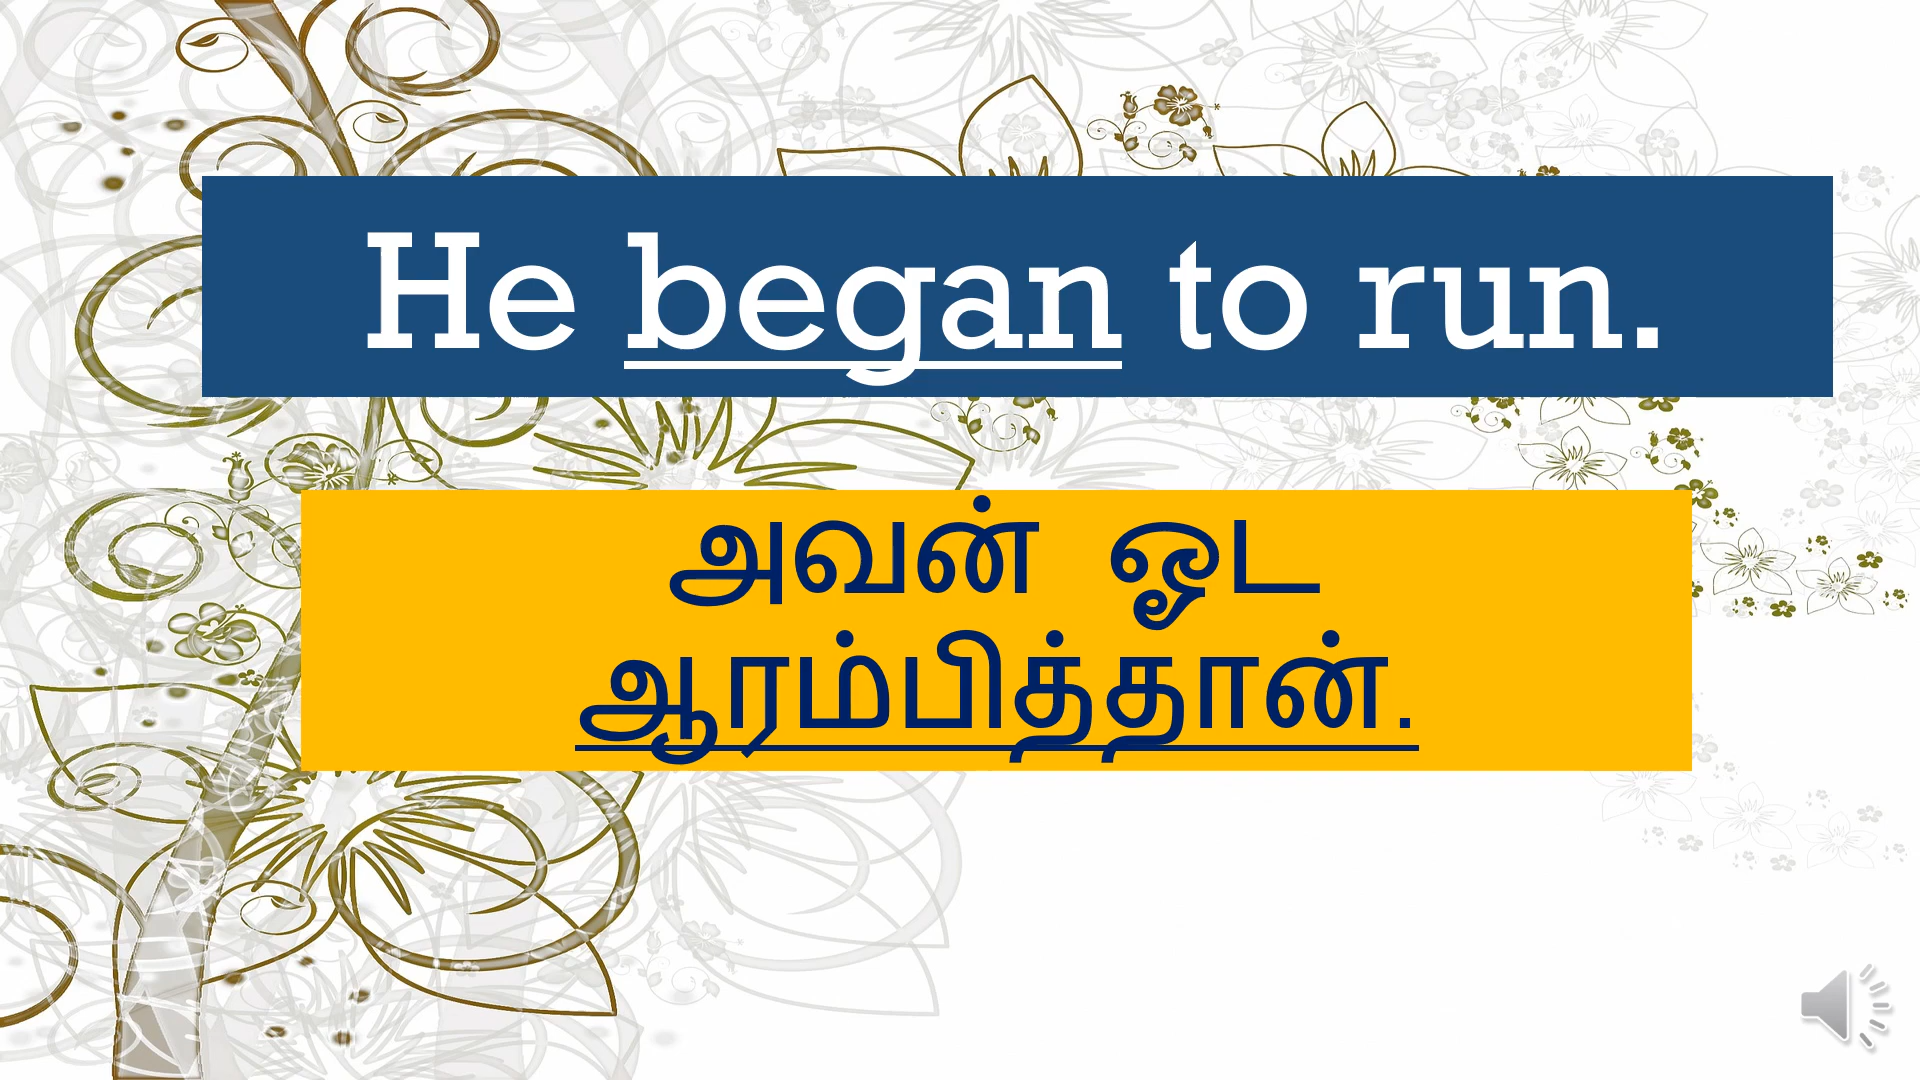 He began to run.
அவன் ஓட
ஆரம்பித்தான்.